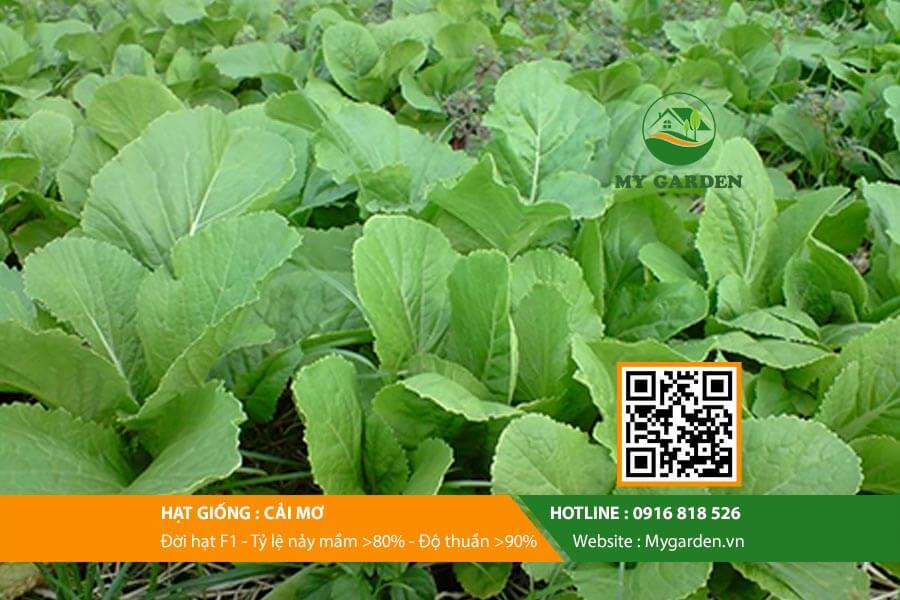 MY GARDEN
HẠT GIỐNG : CẢI MƠ
Đời hạt F1 - Tỷ lệ nảy mầm >80% - Độ thuần >90%
HOTLINE : 0916 818 526
Website : Mygarden.vn